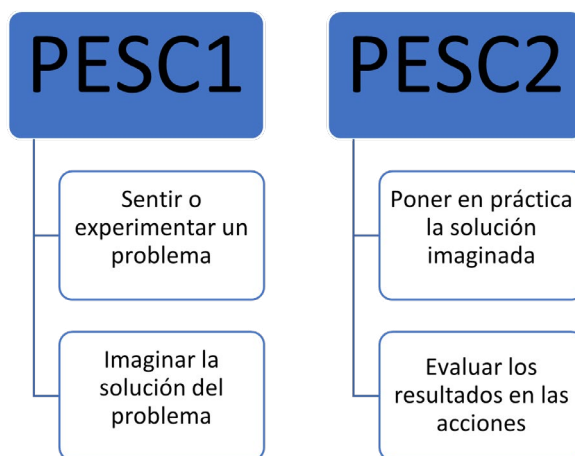 PESC1
Sentir o
experimentar un
problema
Imaginar la
solución del
problema
PESC2
Poner en práctica
la solución
imaginada
Evaluar los
resultados en las
acciones